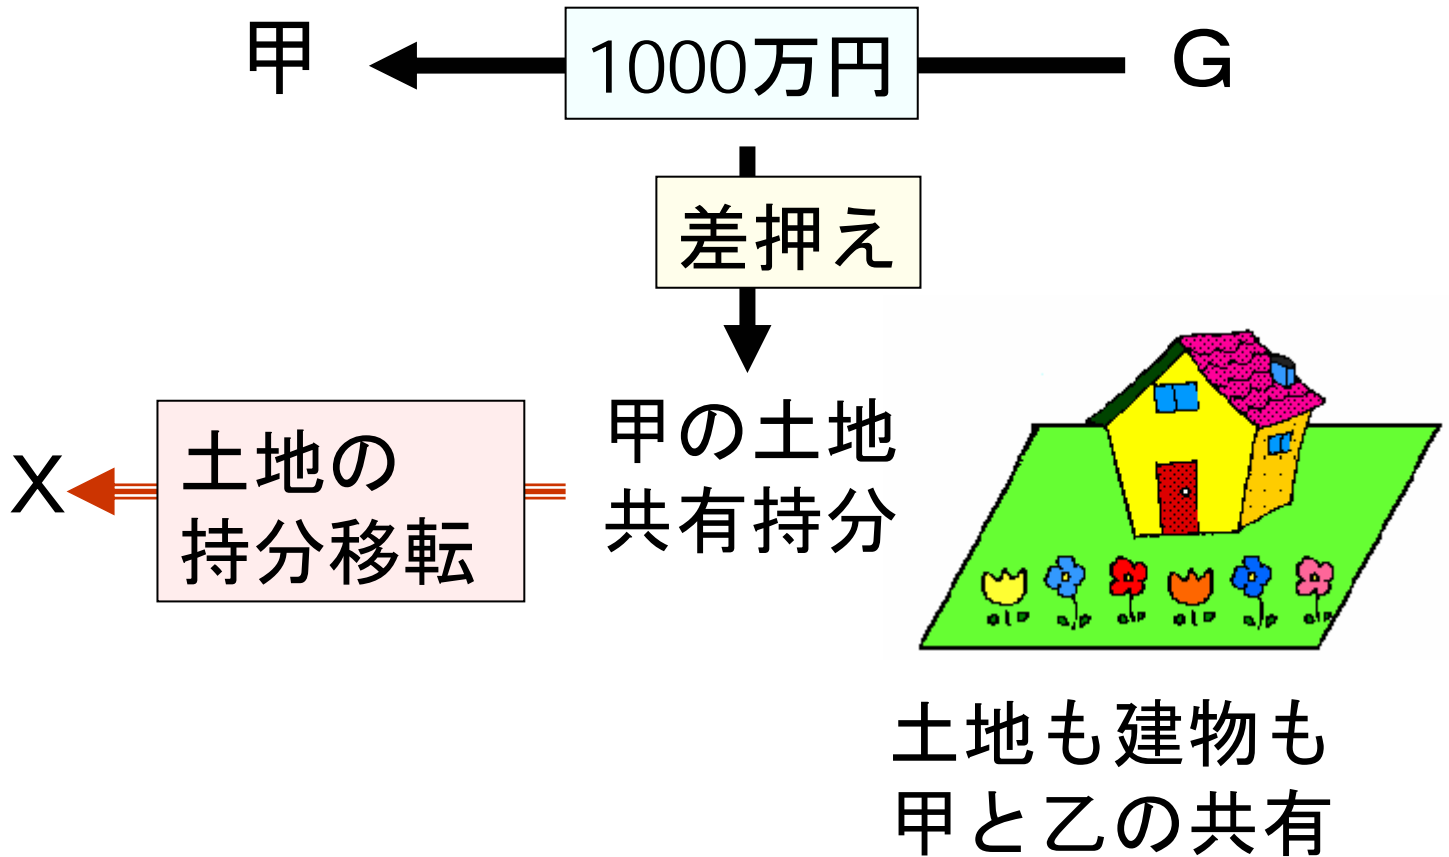 甲
1000万円
G
差押え
甲の土地
共有持分
土地の
持分移転
X
土地も建物も
甲と乙の共有